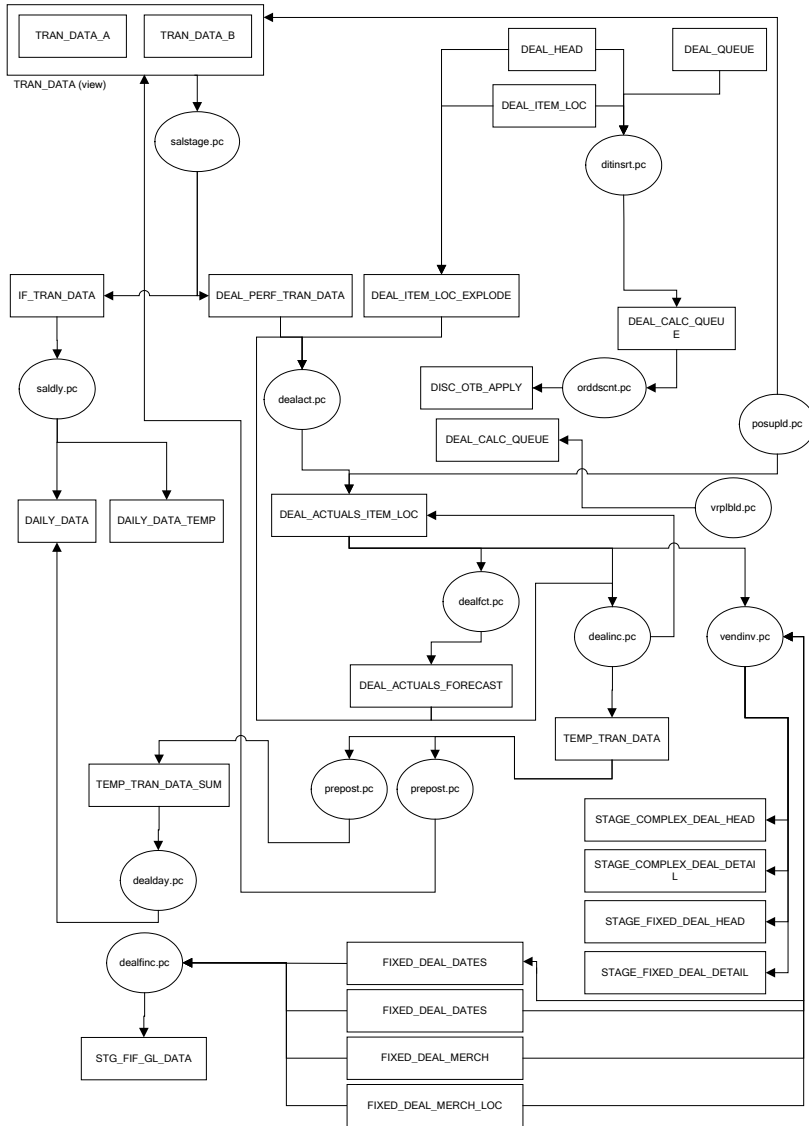 TRAN_DATA_A
TRAN_DATA_B
DEAL_HEAD
DEAL_QUEUE
TRAN_DATA (view)
DEAL_ITEM_LOC
salstage.pc
ditinsrt.pc
IF_TRAN_DATA
DEAL_PERF_TRAN_DATA
DEAL_ITEM_LOC_EXPLODE
DEAL_CALC_QUEU
E
saldly.pc
dealact.pc
DISC_OTB_APPLY
orddscnt.pc
posupld.pc
DEAL_CALC_QUEUE
DAILY_DATA
DAILY_DATA_TEMP
DEAL_ACTUALS_ITEM_LOC
vrplbld.pc
dealfct.pc
dealinc.pc
vendinv.pc
DEAL_ACTUALS_FORECAST
TEMP_TRAN_DATA
TEMP_TRAN_DATA_SUM
prepost.pc
prepost.pc
STAGE_COMPLEX_DEAL_HEAD
STAGE_COMPLEX_DEAL_DETAI
L
dealday.pc
STAGE_FIXED_DEAL_HEAD
dealfinc.pc
FIXED_DEAL_DATES
STAGE_FIXED_DEAL_DETAIL
FIXED_DEAL_DATES
STG_FIF_GL_DATA
FIXED_DEAL_MERCH
FIXED_DEAL_MERCH_LOC